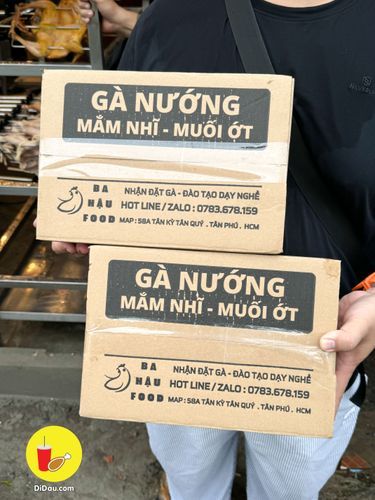 GÀ NƯỚNG
MẮM NHĨ - MUỐI ỚT
BA
HẬU
FOOD
NHẬN ĐẶT GÀ - ĐÀO TẠO DẠY NGHỀ
HOT LINE / ZALO : 0783.678.159
MAP : 58A TÂN KỲ TÂN QUÝ . TÂN PHÚ . HCM
GÀ NƯỚNG
MẮM NHĨ - MUỐI ỚT
BA
HẬU
FOOD
NHẬN ĐẶT GÀ - ĐÀO TẠO DẠY NGHỀ
HOT LINE / ZALO : 0783.678.159
MAP : 58A TÂN KỲ TÂN QUÝ . TÂN PHÚ . HCM
DiDau.com